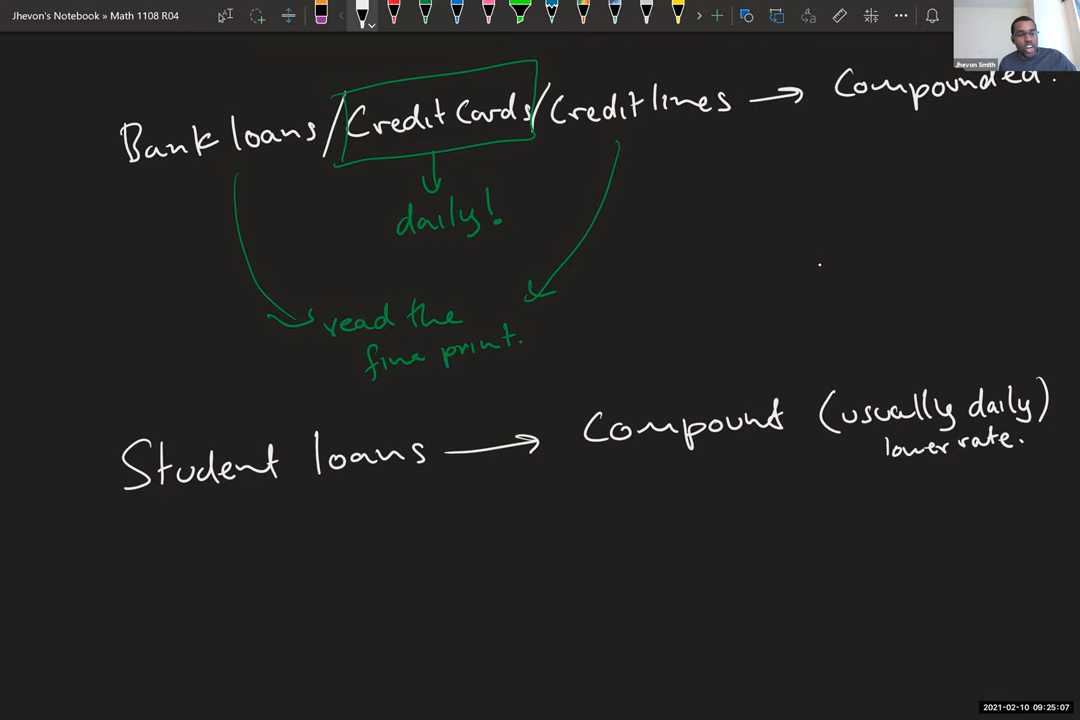 Jhevon's Notebook » Math 1108 R04
Jhevon Smith
Bank loans/Credit Cards/Credit lines → Compounded.
daily!
read the
fine print.
Student loans → Compound (usually daily)
lower rate.
2021-02-10 09:25:07